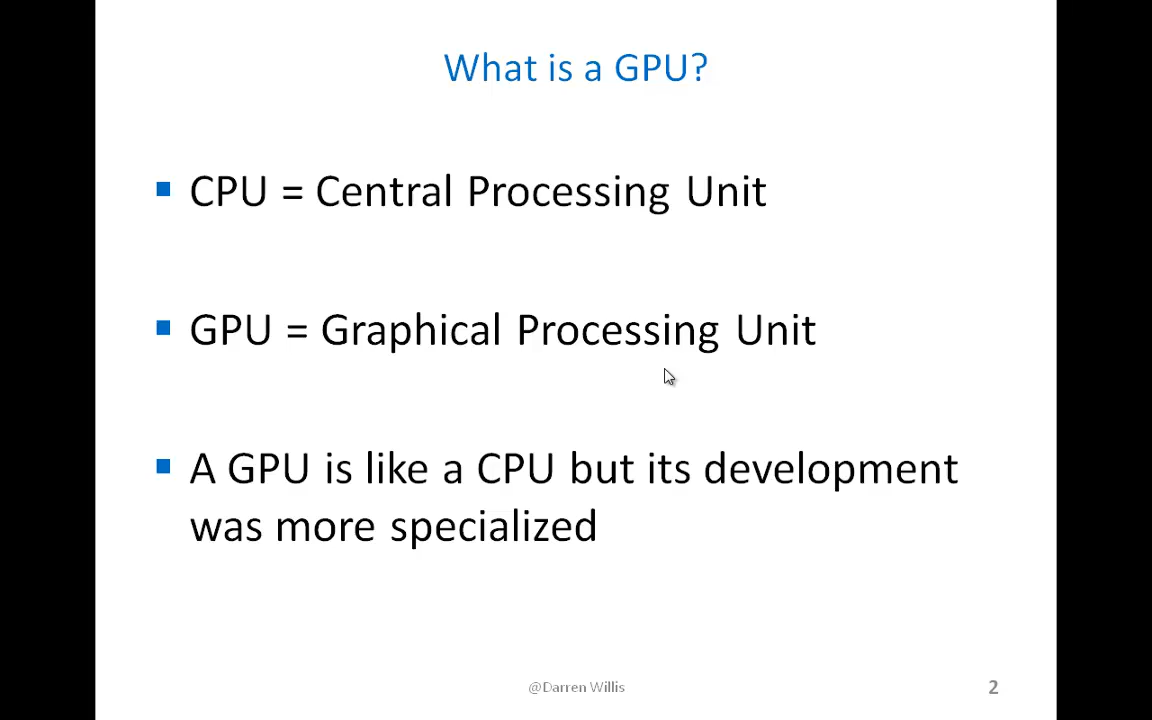 What is a GPU?
CPU = Central Processing Unit
GPU = Graphical Processing Unit
A GPU is like a CPU but its development
was more specialized
@Darren Willis
2